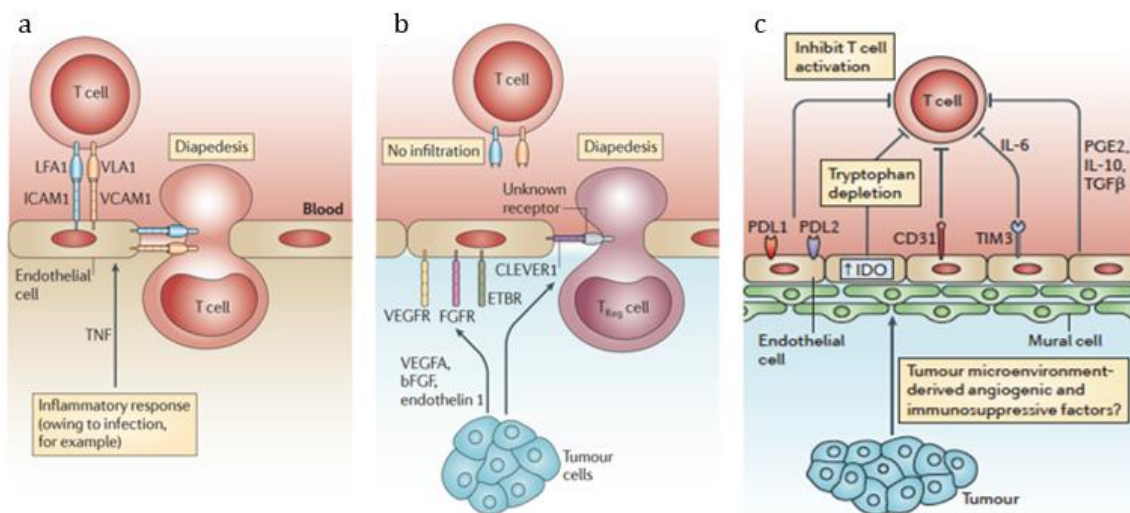 a
T cell
LFA1
VLA1
ICAM1
VCAM1
Diapedesis
Blood
Endothelial
cell
T cell
TNF
Inflammatory response
(owing to infection,
for example)
b
T cell
No infiltration
Diapedesis
Unknown
receptor
CLEVER1
ETBR
VEGFR
FGFR
TReg cell
VEGFA,
bFGF,
endothelin 1
Tumour
cells
c
Inhibit T cell
activation
T cell
IL-6
PGE2,
IL-10,
TGFβ
Tryptophan
depletion
PDL1
PDL2
CD31
TIM3
↑ IDO
Endothelial
cell
Mural cell
Tumour microenvironment-
derived angiogenic and
immunosuppressive factors?
Tumour